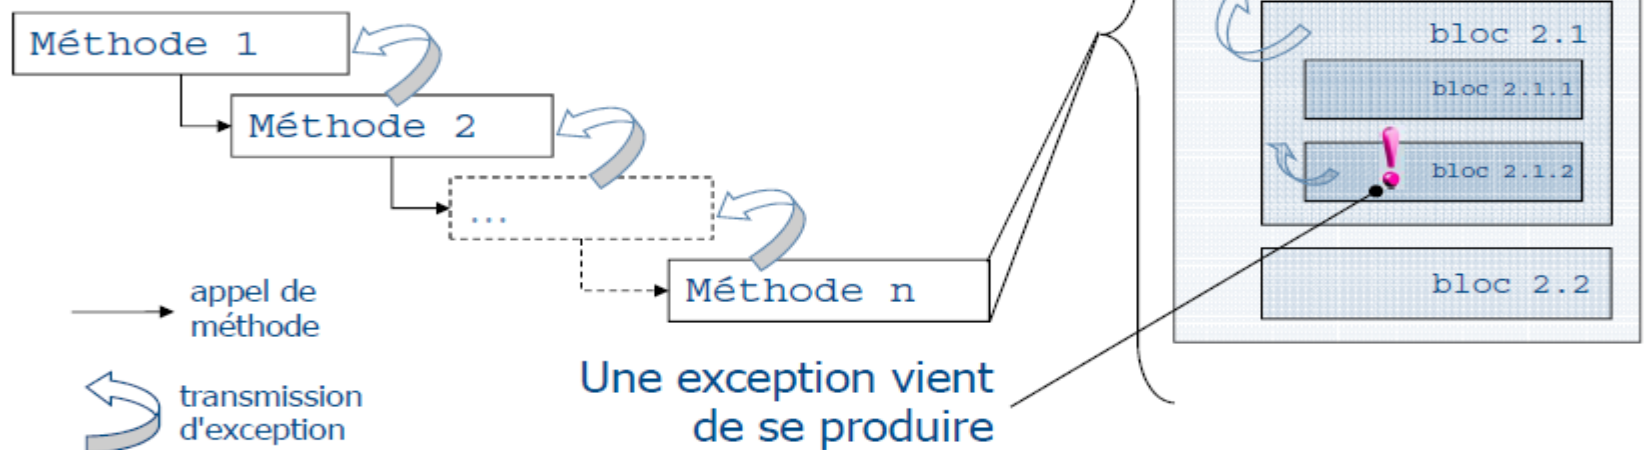 Méthode 1
Méthode 2
...
Méthode n
appel de
méthode
transmission
d'exception
Une exception vient
de se produire
bloc 2.1
bloc 2.1.1
!
bloc 2.1.2
bloc 2.2